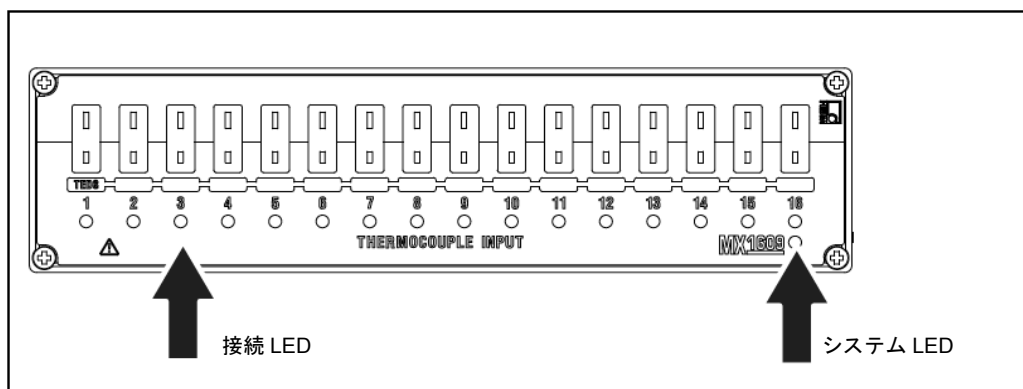 HBM
TEDS
1 2 3 4 5 6 7 8 9 10 11 12 13 14 15 16
THERMOCOUPLE INPUT MX1609
接続 LED システム LED